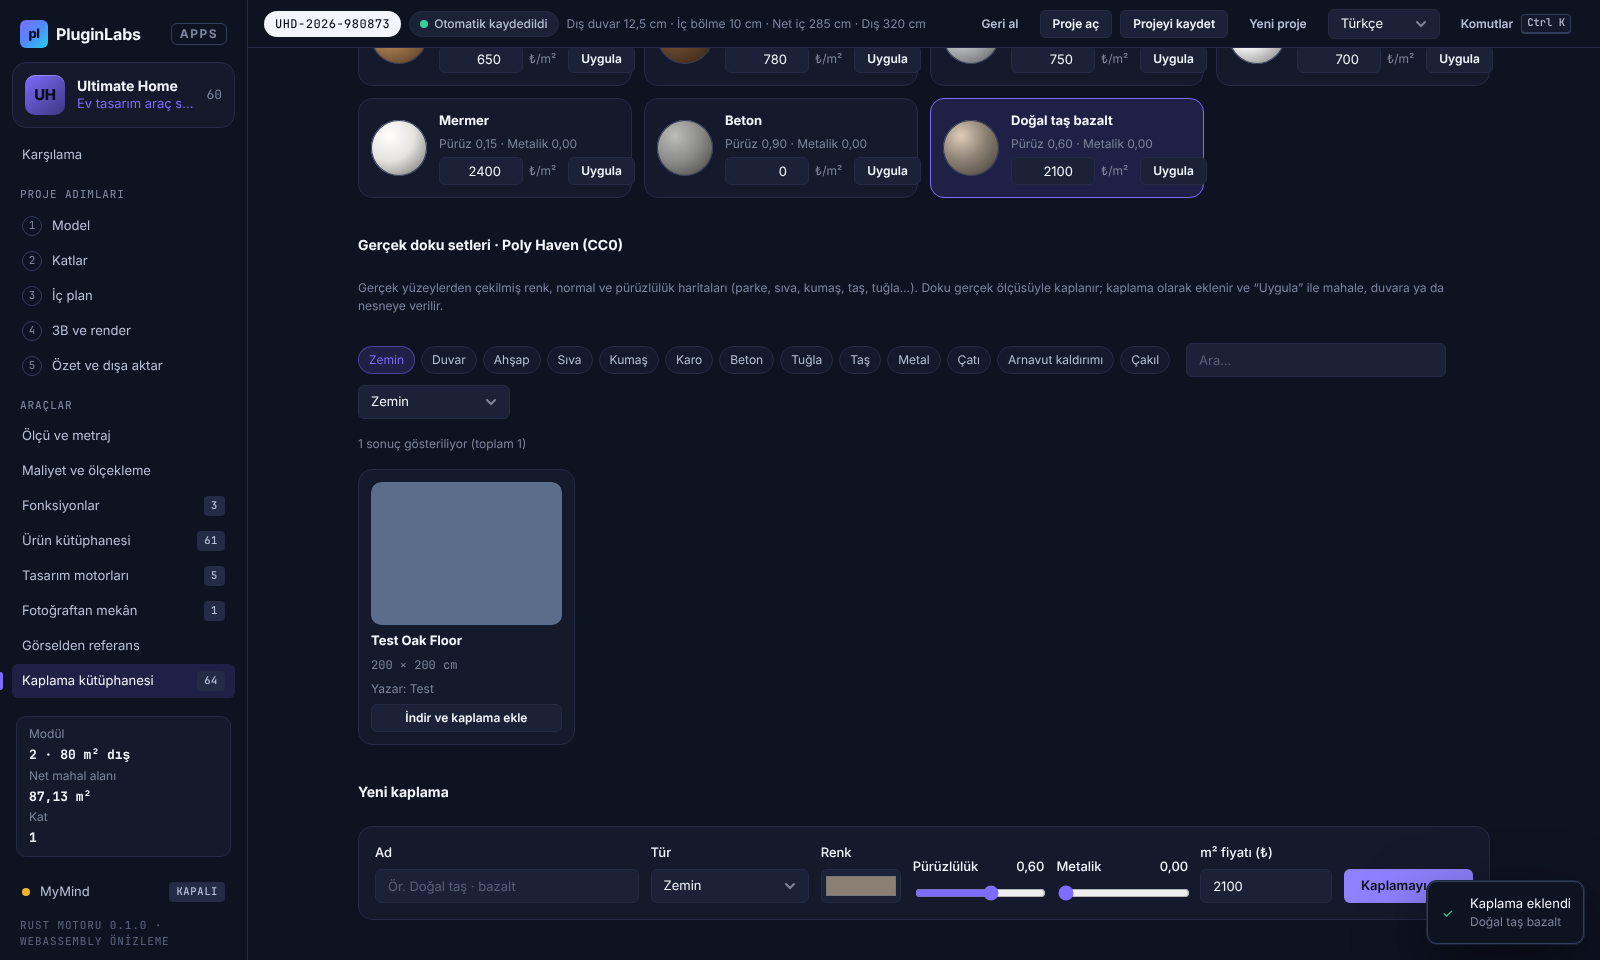 pl PluginLabs APPS
UH Ultimate Home
Ev tasarım araç s... 60
Karşılama
PROJE ADIMLARI
1 Model
2 Katlar
3 İç plan
4 3B ve render
5 Özet ve dışa aktar
ARAÇLAR
Ölçü ve metraj
Maliyet ve ölçekleme
Fonksiyonlar 3
Ürün kütüphanesi 61
Tasarım motorları 5
Fotoğraftan mekân 1
Görselden referans
Kaplama kütüphanesi 64
Modül
2 · 80 m² dış
Net mahal alanı
87,13 m²
Kat
1
MyMind KAPALI
RUST MOTORU 0.1.0 ·
WEBASSEMBLY ÖNİZLEME
UHD-2026-980873 Otomatik kaydedildi Dış duvar 12,5 cm · İç bölme 10 cm · Net iç 285 cm · Dış 320 cm Geri al Proje aç Projeyi kaydet Yeni proje Türkçe Komutlar Ctrl K
650 ₺/m² Uygula 780 ₺/m² Uygula 750 ₺/m² Uygula 700 ₺/m² Uygula
Mermer
Pürüz 0,15 · Metalik 0,00
2400 ₺/m² Uygula
Beton
Pürüz 0,90 · Metalik 0,00
0 ₺/m² Uygula
Doğal taş bazalt
Pürüz 0,60 · Metalik 0,00
2100 ₺/m² Uygula
Gerçek doku setleri · Poly Haven (CC0)
Gerçek yüzeylerden çekilmiş renk, normal ve pürüzlülük haritaları (parke, sıva, kumaş, taş, tuğla...). Doku gerçek ölçüsüyle kaplanır; kaplama olarak eklenir ve “Uygula” ile mahale, duvara ya da
nesneye verilir.
Zemin Duvar Ahşap Sıva Kumaş Karo Beton Tuğla Taş Metal Çatı Arnavut kaldırımı Çakıl Ara...
Zemin
1 sonuç gösteriliyor (toplam 1)
Test Oak Floor
200 × 200 cm
Yazar: Test
İndir ve kaplama ekle
Yeni kaplama
Ad Tür Renk Pürüzlülük 0,60 Metalik 0,00 m² fiyatı (₺)
Ör. Doğal taş · bazalt Zemin 2100 Kaplamayı
Kaplama eklendi
Doğal taş bazalt